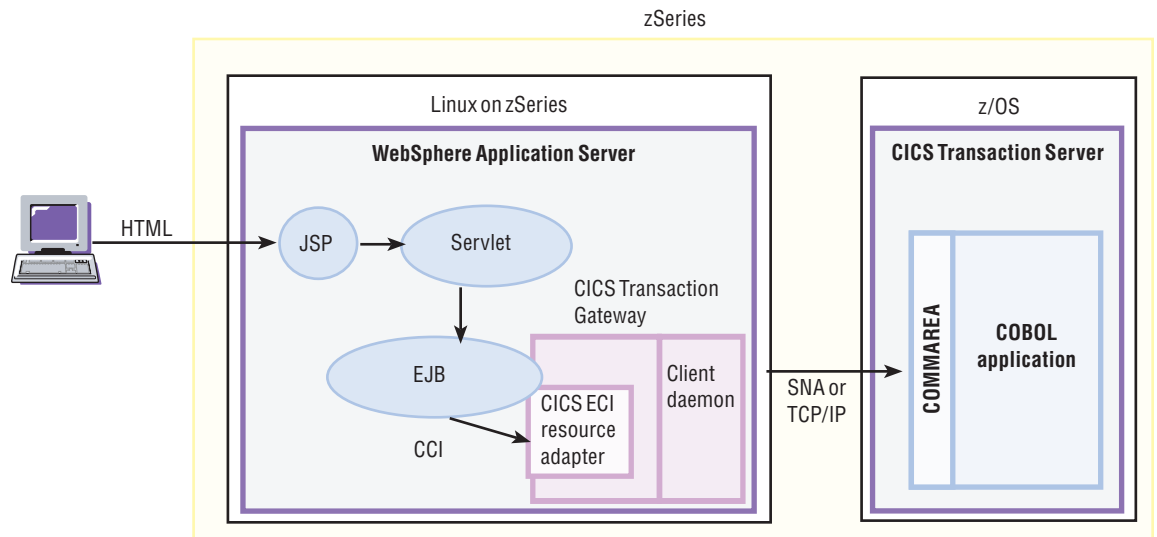 zSeries
Linux on zSeries
WebSphere Application Server
HTML
JSP
Servlet
CICS Transaction
Gateway
EJB
CCI
CICS ECI
resource
adapter
Client
daemon
SNA or
TCP/IP
z/OS
CICS Transaction Server
COMMAREA
COBOL
application